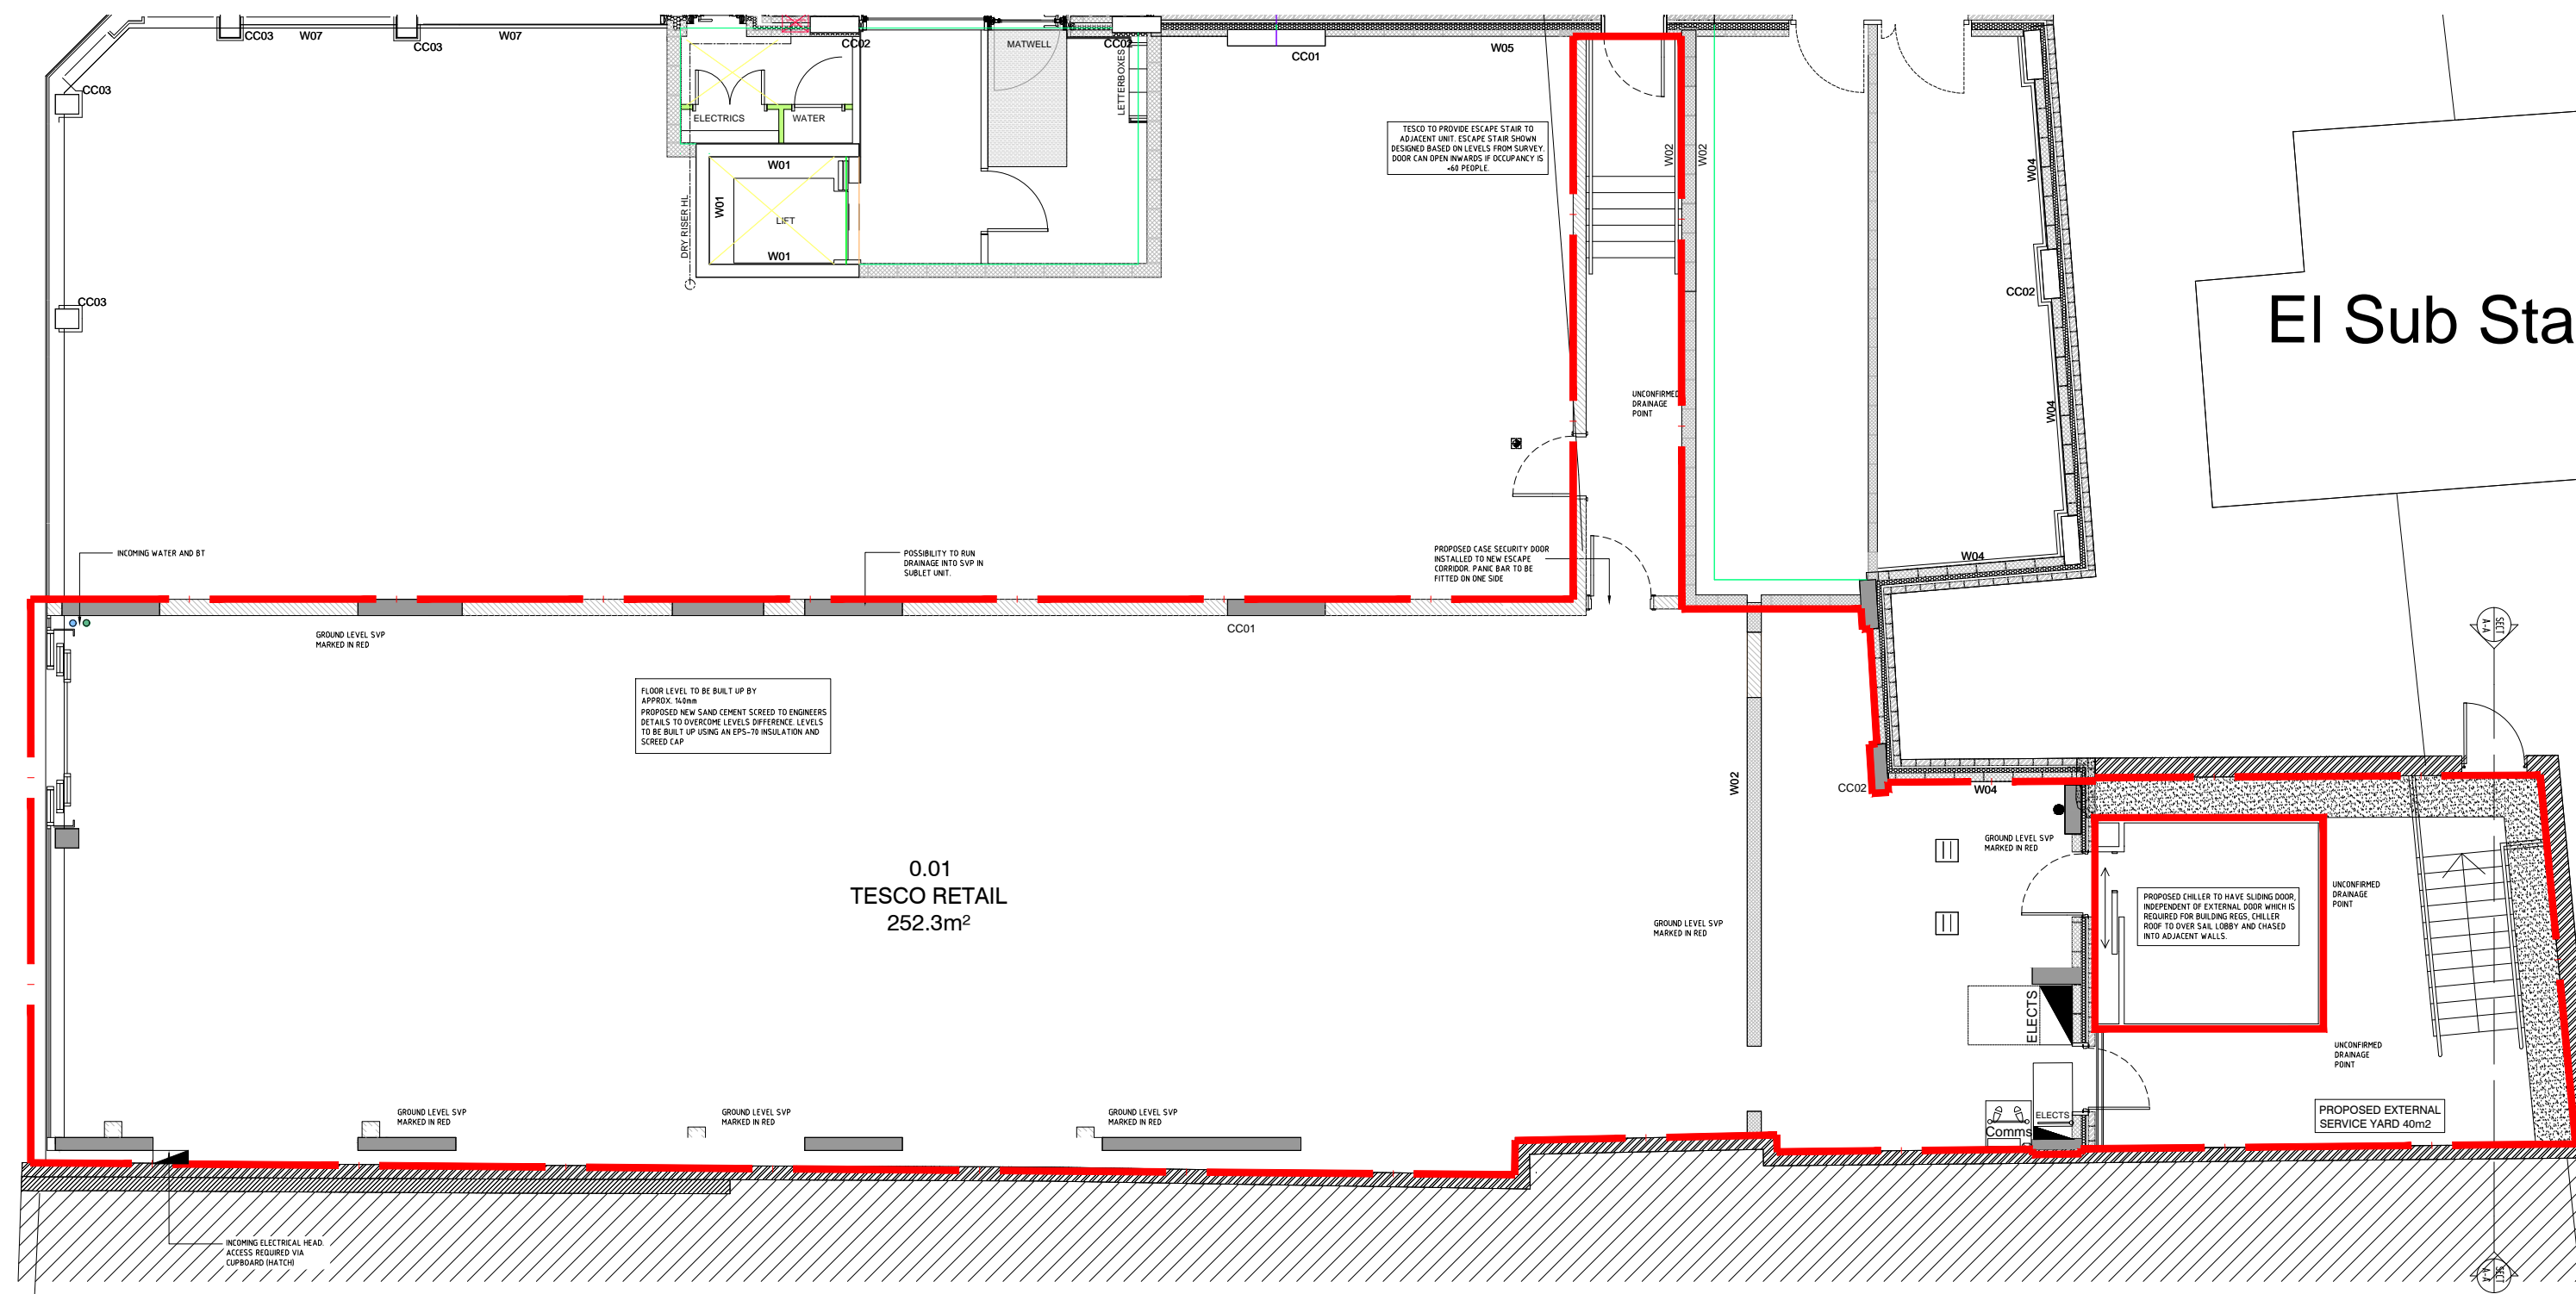 CC03
W07
CC03
W07
CC02
MATWELL
CC02
LETTERBOXES
CC01
W05
CC03
ELECTRICS
WATER
TESCO TO PROVIDE ESCAPE STAIR TO
ADJACENT UNIT. ESCAPE STAIR SHOWN
DESIGNED BASED ON LEVELS FROM SURVEY.
DOOR CAN OPEN INWARDS IF OCCUPANCY IS
<60 PEOPLE.
W02
W02
W04
W01
W01
LIFT
W01
DRY RISER HL
CC03
CC02
El Sub Sta
UNCONFIRMED
DRAINAGE
POINT
W04
INCOMING WATER AND BT
POSSIBILITY TO RUN
DRAINAGE INTO SVP IN
SUBLET UNIT.
PROPOSED CASE SECURITY DOOR
INSTALLED TO NEW ESCAPE
CORRIDOR. PANIC BAR TO BE
FITTED ON ONE SIDE
W04
GROUND LEVEL SVP
MARKED IN RED
CC01
SECT
A-A
FLOOR LEVEL TO BE BUILT UP BY
APPROX. 140mm
PROPOSED NEW SAND CEMENT SCREED TO ENGINEERS
DETAILS TO OVERCOME LEVELS DIFFERENCE. LEVELS
TO BE BUILT UP USING AN EPS-70 INSULATION AND
SCREED CAP
W02
CC02
W04
GROUND LEVEL SVP
MARKED IN RED
0.01
TESCO RETAIL
252.3m²
GROUND LEVEL SVP
MARKED IN RED
PROPOSED CHILLER TO HAVE SLIDING DOOR,
INDEPENDENT OF EXTERNAL DOOR WHICH IS
REQUIRED FOR BUILDING REGS, CHILLER
ROOF TO OVER SAIL LOBBY AND CHASED
INTO ADJACENT WALLS.
UNCONFIRMED
DRAINAGE
POINT
ELECTS
UNCONFIRMED
DRAINAGE
POINT
GROUND LEVEL SVP
MARKED IN RED
GROUND LEVEL SVP
MARKED IN RED
GROUND LEVEL SVP
MARKED IN RED
ELECTS
Comms
PROPOSED EXTERNAL
SERVICE YARD 40m2
INCOMING ELECTRICAL HEAD.
ACCESS REQUIRED VIA
CUPBOARD (HATCH)
SECT
A-A